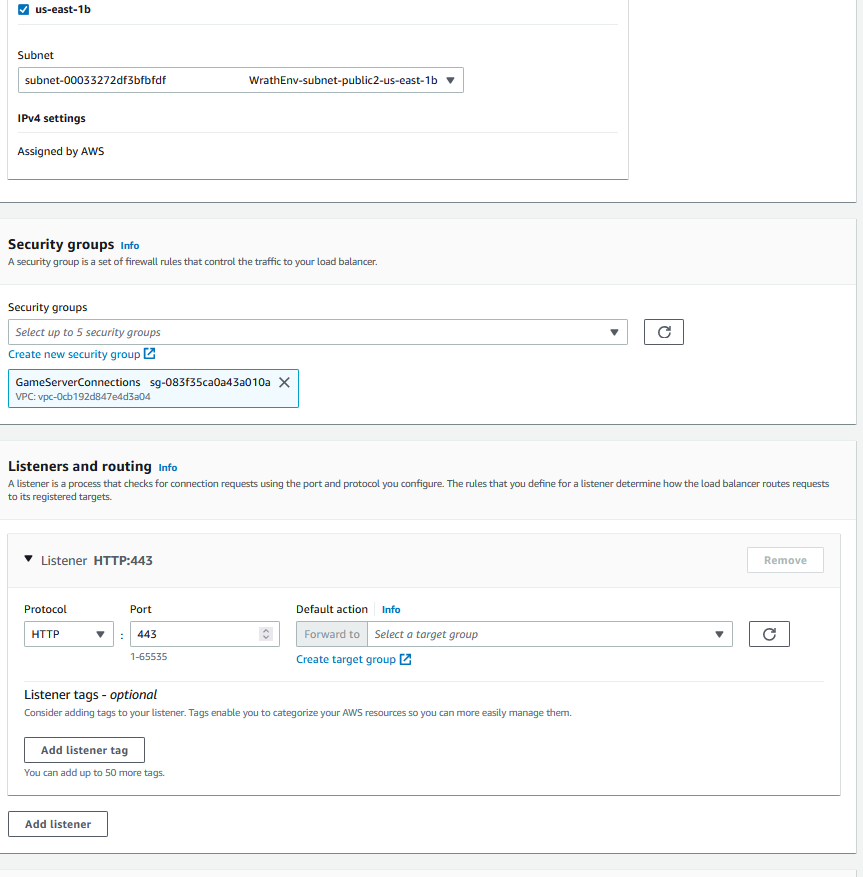 us-east-1b
Subnet
subnet-00033272df3bfbfdf WrathEnv-subnet-public2-us-east-1b
IPv4 settings
Assigned by AWS
Security groups Info
A security group is a set of firewall rules that control the traffic to your load balancer.
Security groups
Select up to 5 security groups
Create new security group
GameServerConnections sg-083f35ca0a43a010a
VPC: vpc-0cb192d847e4d3a04
Listeners and routing Info
A listener is a process that checks for connection requests using the port and protocol you configure. The rules that you define for a listener determine how the load balancer routes requests
to its registered targets.
Listener HTTP:443
Remove
Protocol Port Default action Info
HTTP : 443 Forward to Select a target group
1-65535
Create target group
Listener tags - optional
Consider adding tags to your listener. Tags enable you to categorize your AWS resources so you can more easily manage them.
Add listener tag
You can add up to 50 more tags.
Add listener